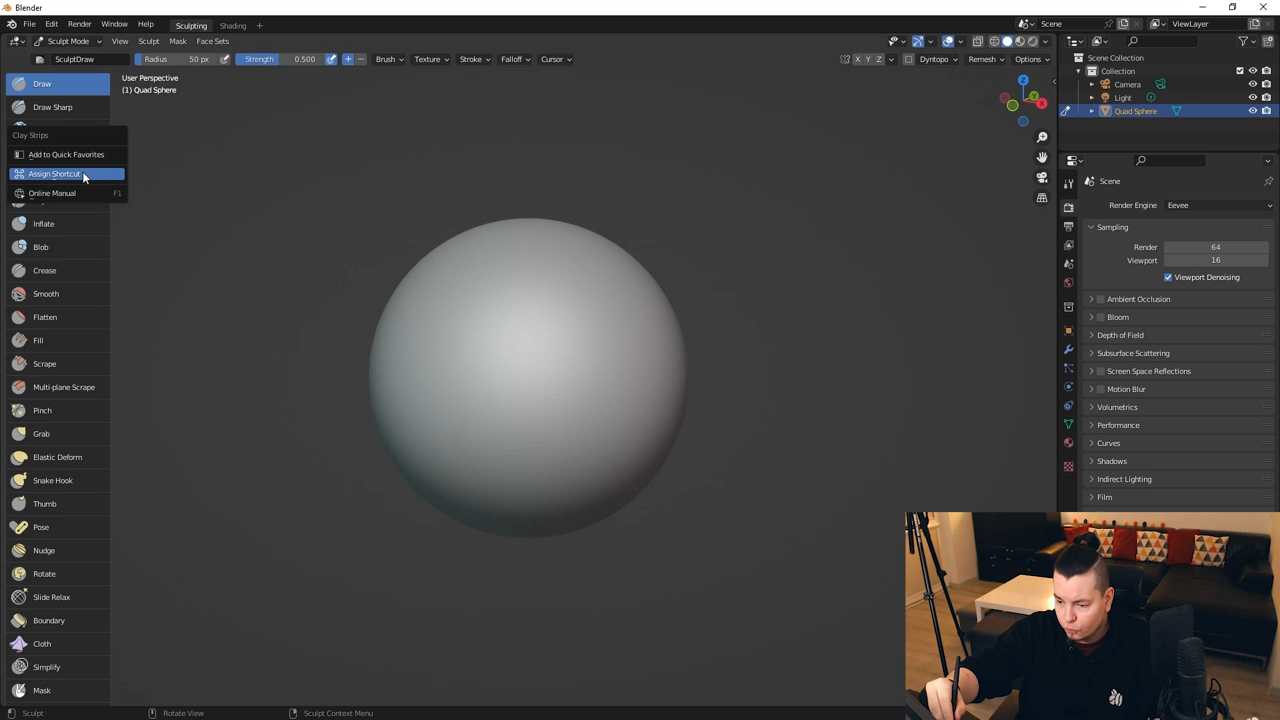 Blender
File Edit Render Window Help Sculpting Shading + Scene ViewLayer
Sculpt Mode View Sculpt Mask Face Sets
SculptDraw Radius 50 px Strength 0.500 Brush Texture Stroke Falloff Cursor X Y Z Dyntopo Remesh Options
User Perspective
(1) Quad Sphere
Draw
Draw Sharp
Clay Strips
Add to Quick Favorites
Assign Shortcut
Online Manual F1
Inflate
Blob
Crease
Smooth
Flatten
Fill
Scrape
Multi-plane Scrape
Pinch
Grab
Elastic Deform
Snake Hook
Thumb
Pose
Nudge
Rotate
Slide Relax
Boundary
Cloth
Simplify
Mask
Z
Y
X
Scene Collection
Collection
Camera
Light
Quad Sphere
Scene
Render Engine Eevee
Sampling
Render 64
Viewport 16
Viewport Denoising
Ambient Occlusion
Bloom
Depth of Field
Subsurface Scattering
Screen Space Reflections
Motion Blur
Volumetrics
Performance
Curves
Shadows
Indirect Lighting
Film
Sculpt Rotate View Sculpt Context Menu